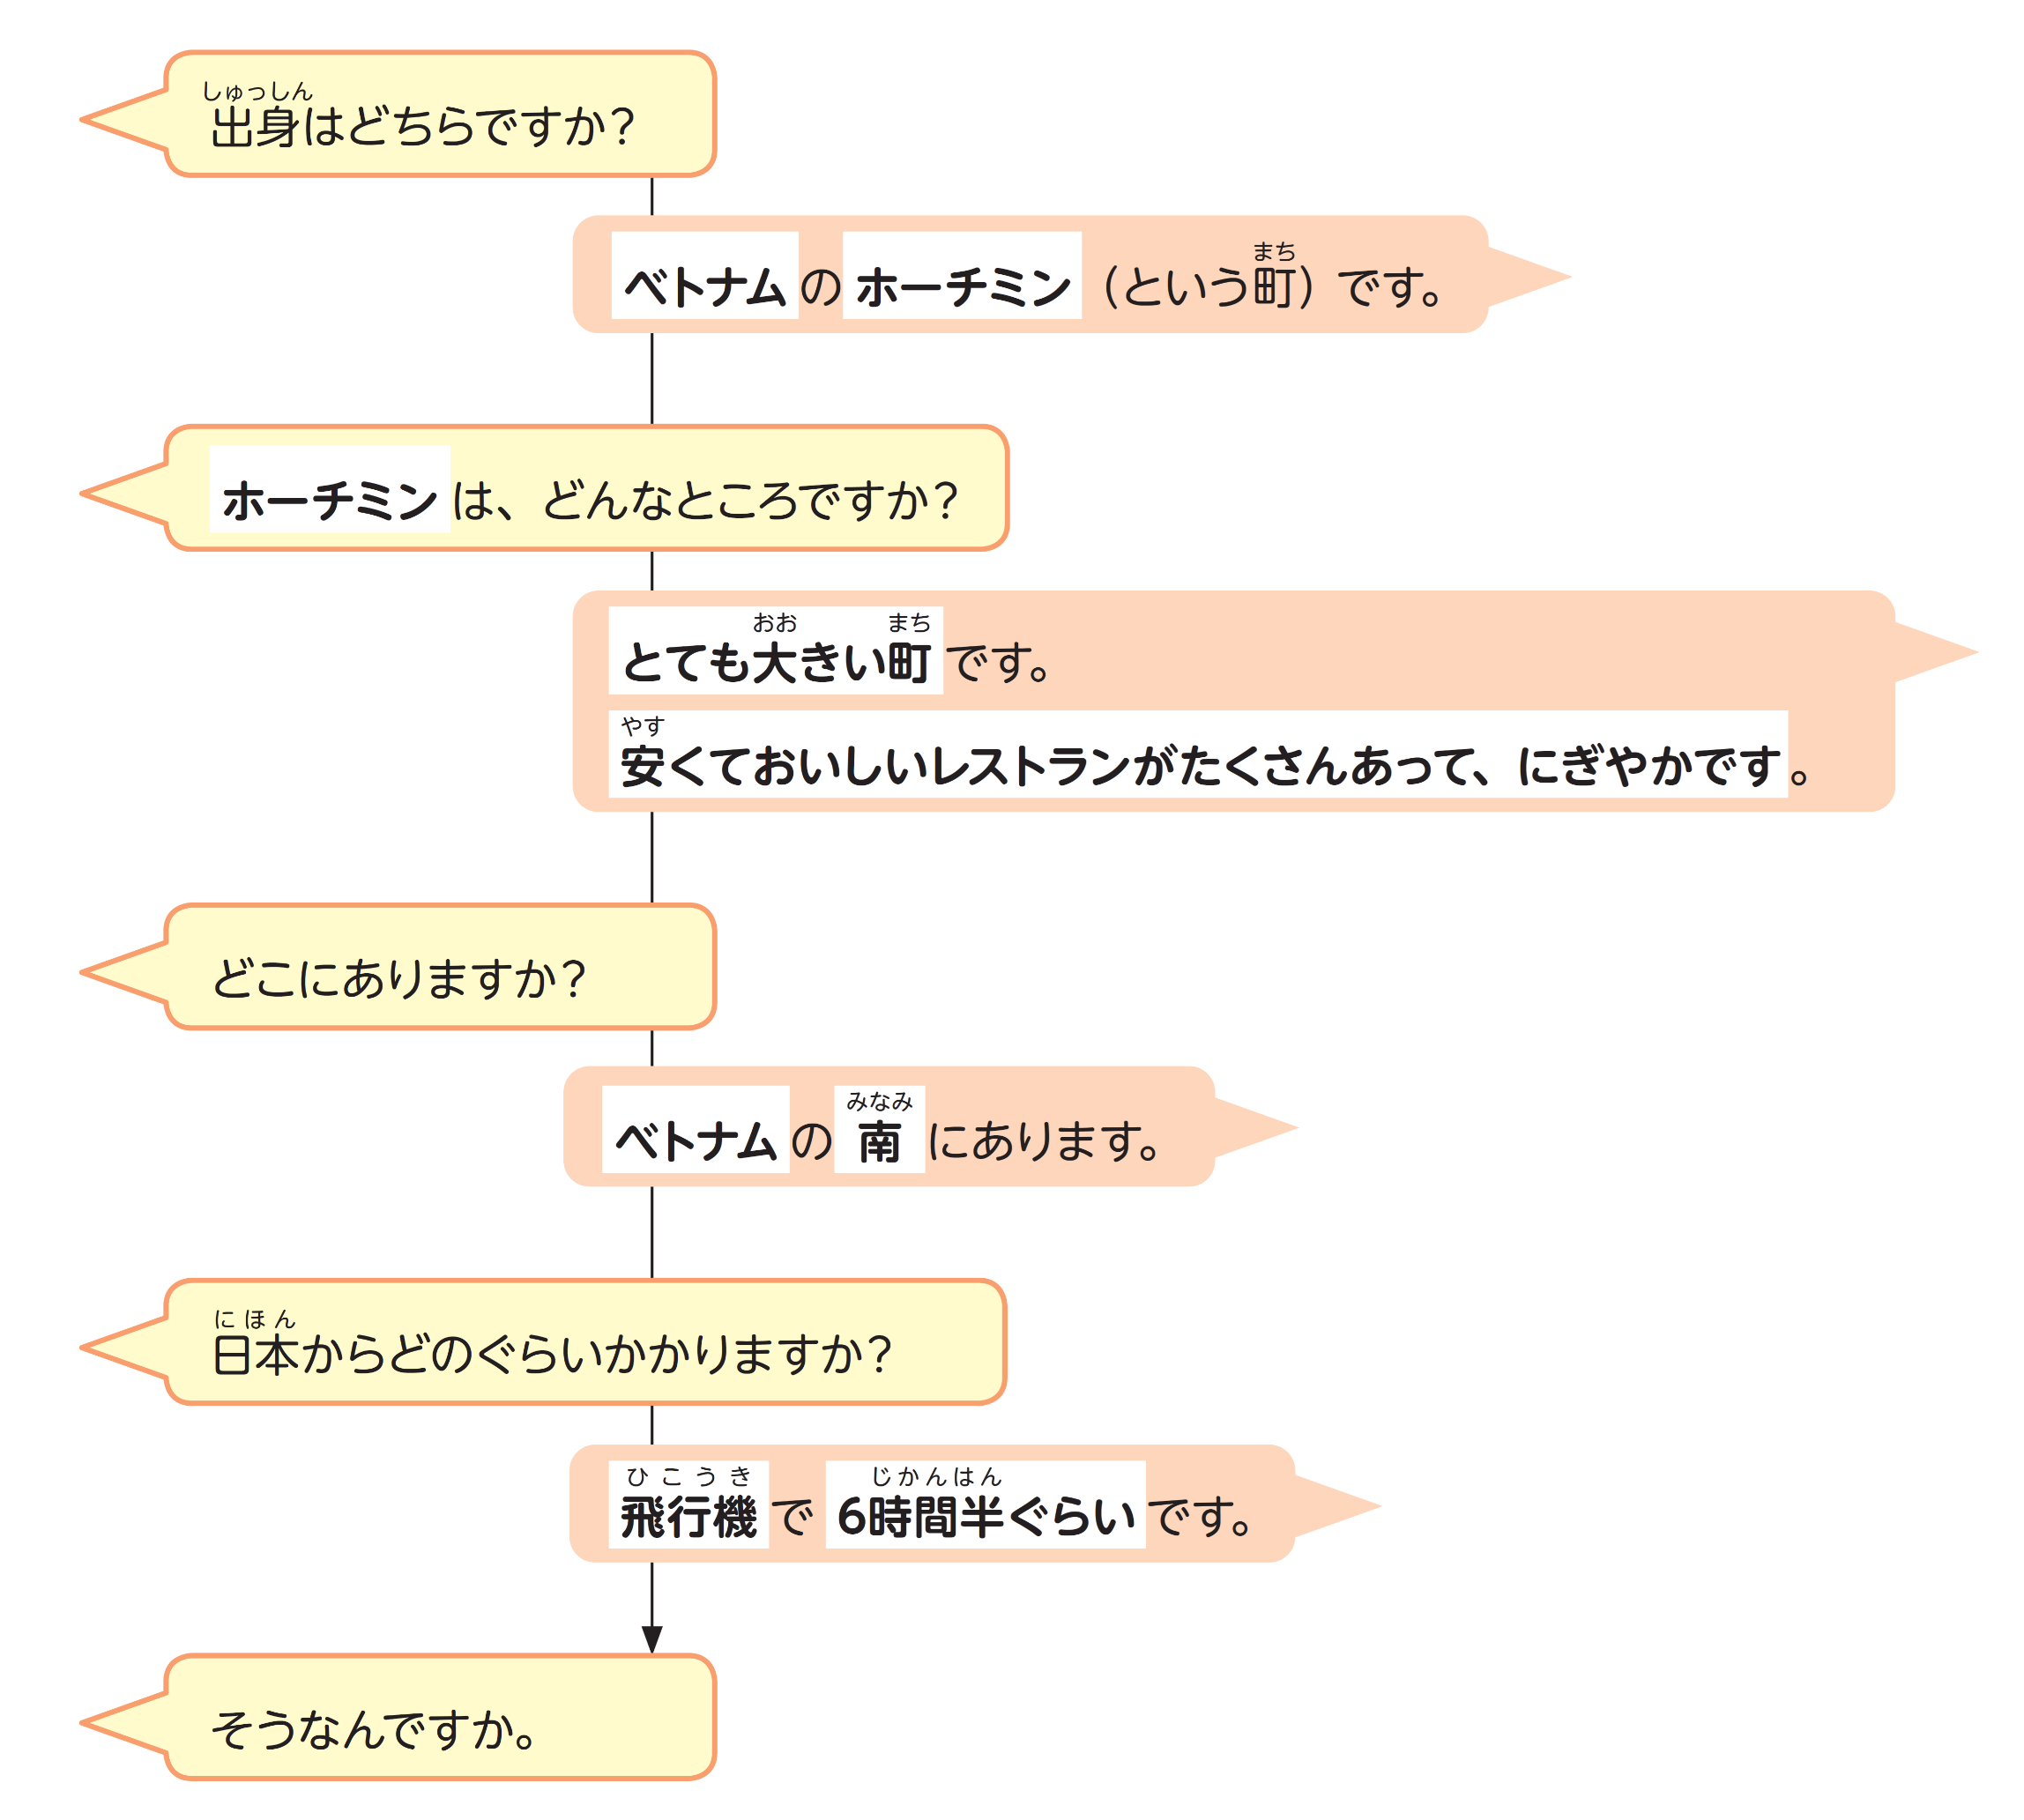 しゅっしん
出身はどちらですか？
まち
ベトナムのホーチミン（という町）です。
ホーチミンは、どんなところですか？
おお まち
とても大きい町です。
やす
安くておいしいレストランがたくさんあって、にぎやかです。
どこにありますか？
みなみ
ベトナムの南にあります。
にほん
日本からどのぐらいかかりますか？
ひこうき じかんはん
飛行機で6時間半ぐらいです。
そうなんですか。